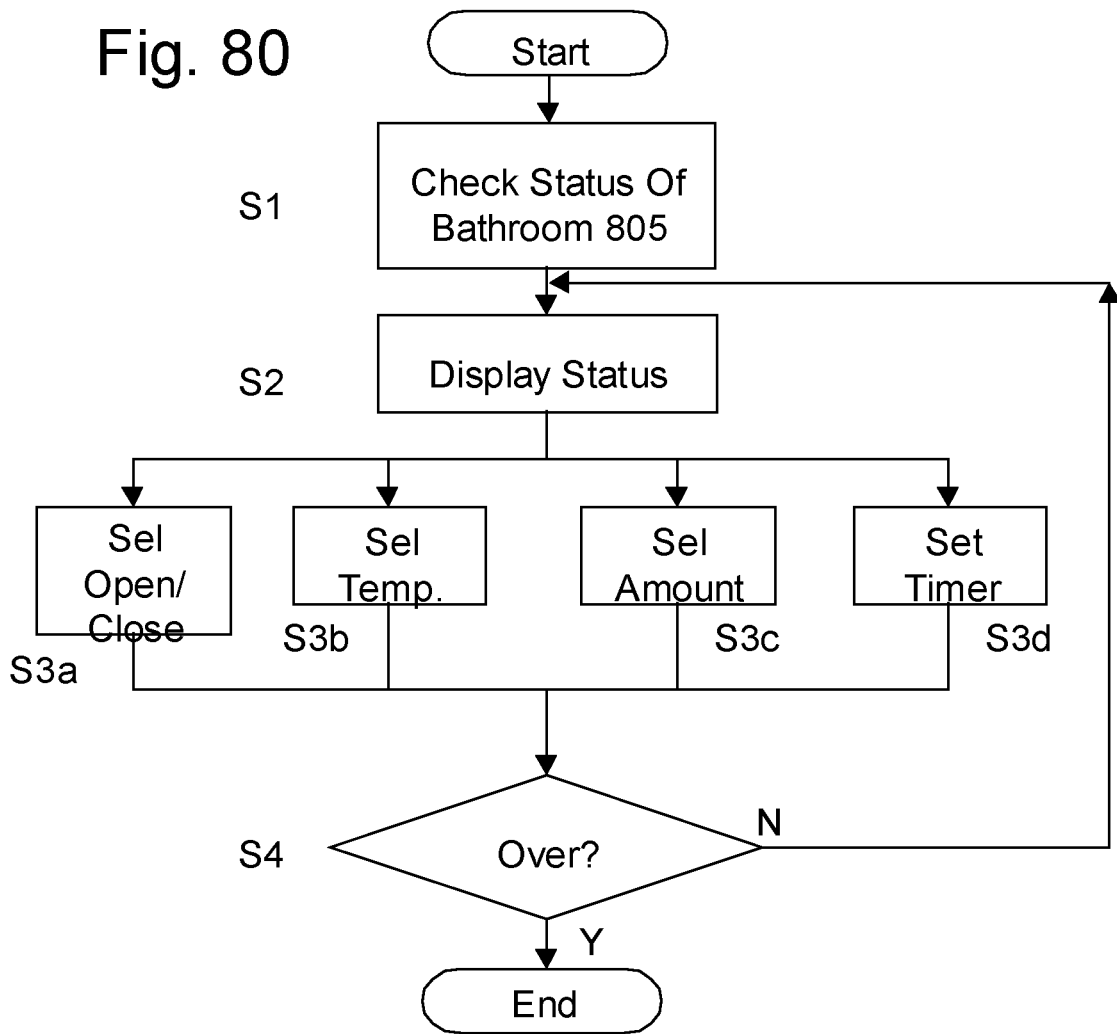 Fig. 80
Start
S1
Check Status Of
Bathroom 805
S2
Display Status
Sel
Open/
Close
S3a
Sel
Temp.
S3b
Sel
Amount
S3c
Set
Timer
S3d
S4
Over?
N
Y
End